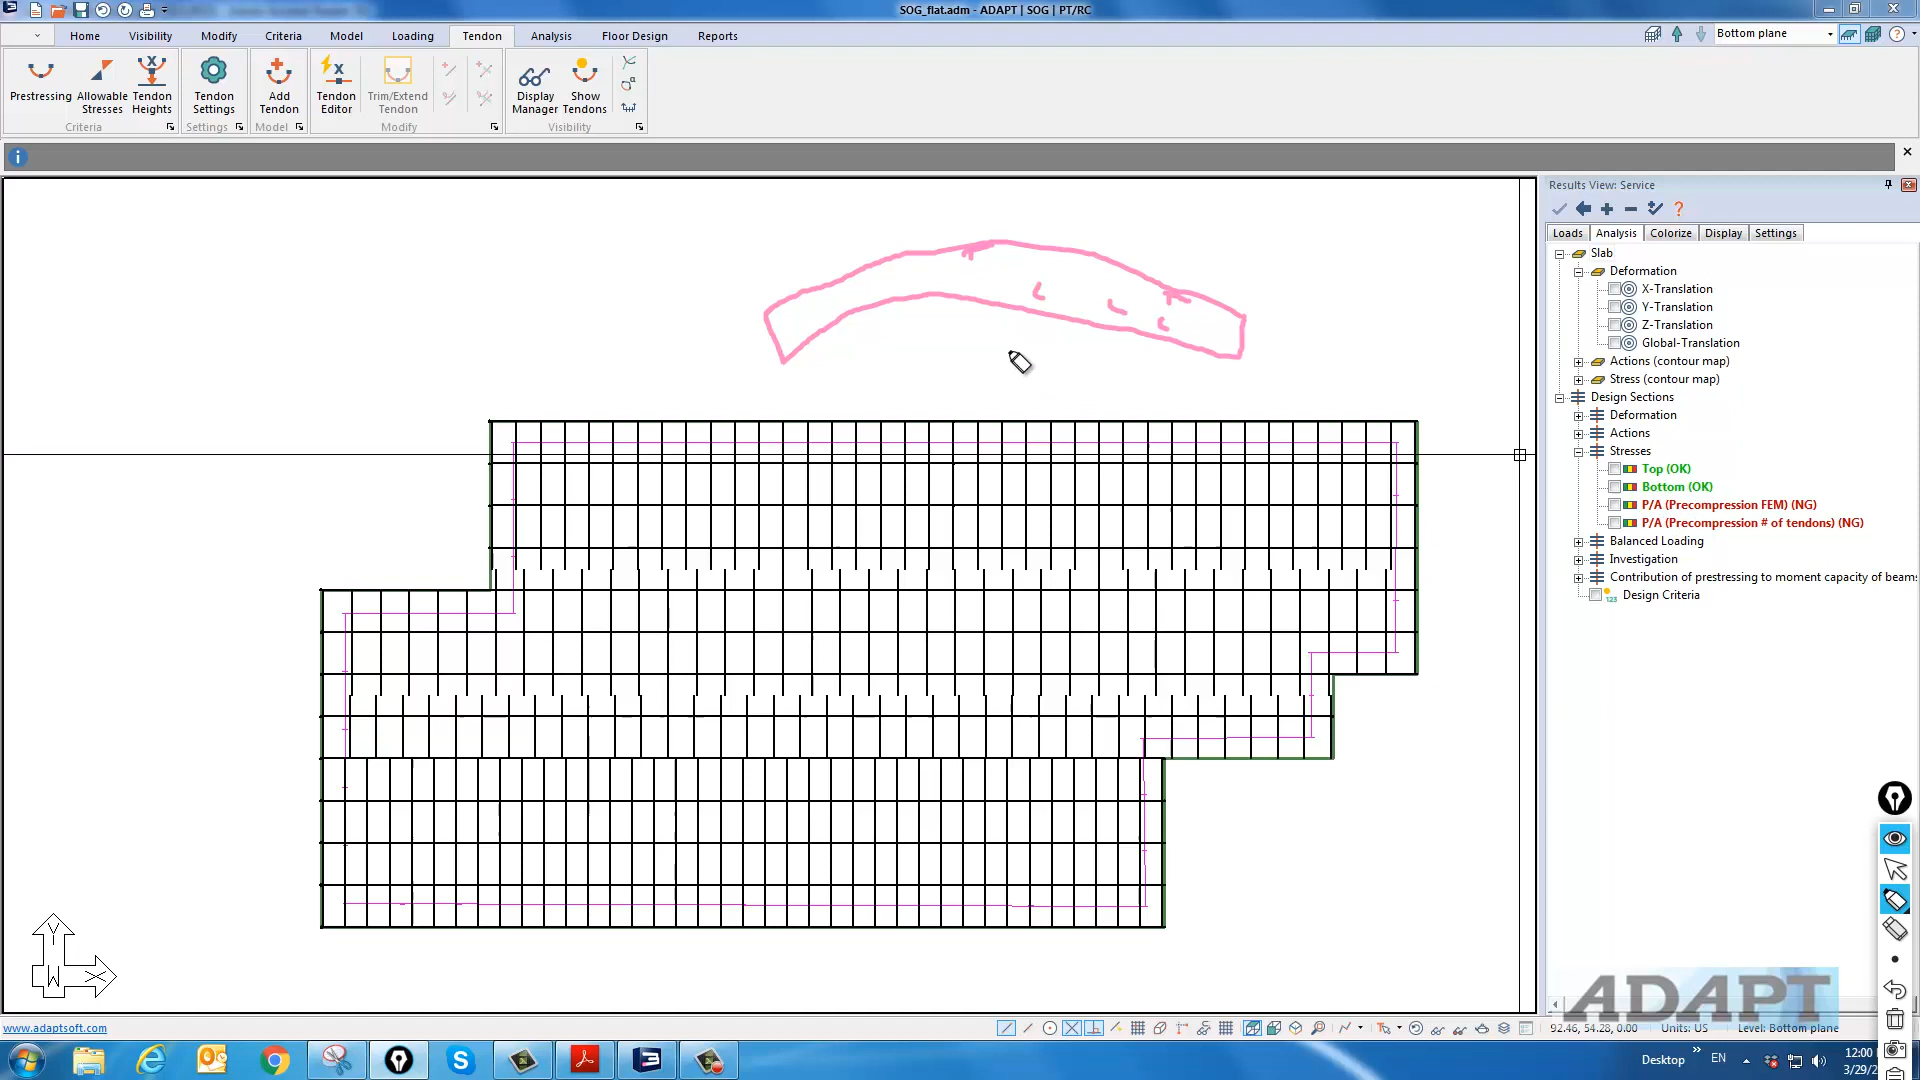 SOG_flat.adm - ADAPT | SOG | PT/RC
Home Visibility Modify Criteria Model Loading Tendon Analysis Floor Design Reports
Bottom plane
Prestressing Allowable Stresses Tendon Heights
Tendon Settings
Add Tendon
Tendon Editor
Trim/Extend Tendon
Display Manager
Show Tendons
Criteria Settings Model Modify Visibility
Results View: Service
Loads Analysis Colorize Display Settings
Slab
Deformation
X-Translation
Y-Translation
Z-Translation
Global-Translation
Actions (contour map)
Stress (contour map)
Design Sections
Deformation
Actions
Stresses
Top (OK)
Bottom (OK)
P/A (Precompression FEM) (NG)
P/A (Precompression # of tendons) (NG)
Balanced Loading
Investigation
Contribution of prestressing to moment capacity of beams
Design Criteria
Y
W X
ADAPT
www.adaptsoft.com
92.46, 54.28, 0.00 Units: US Level: Bottom plane
Desktop
EN
12:00
3/29/2